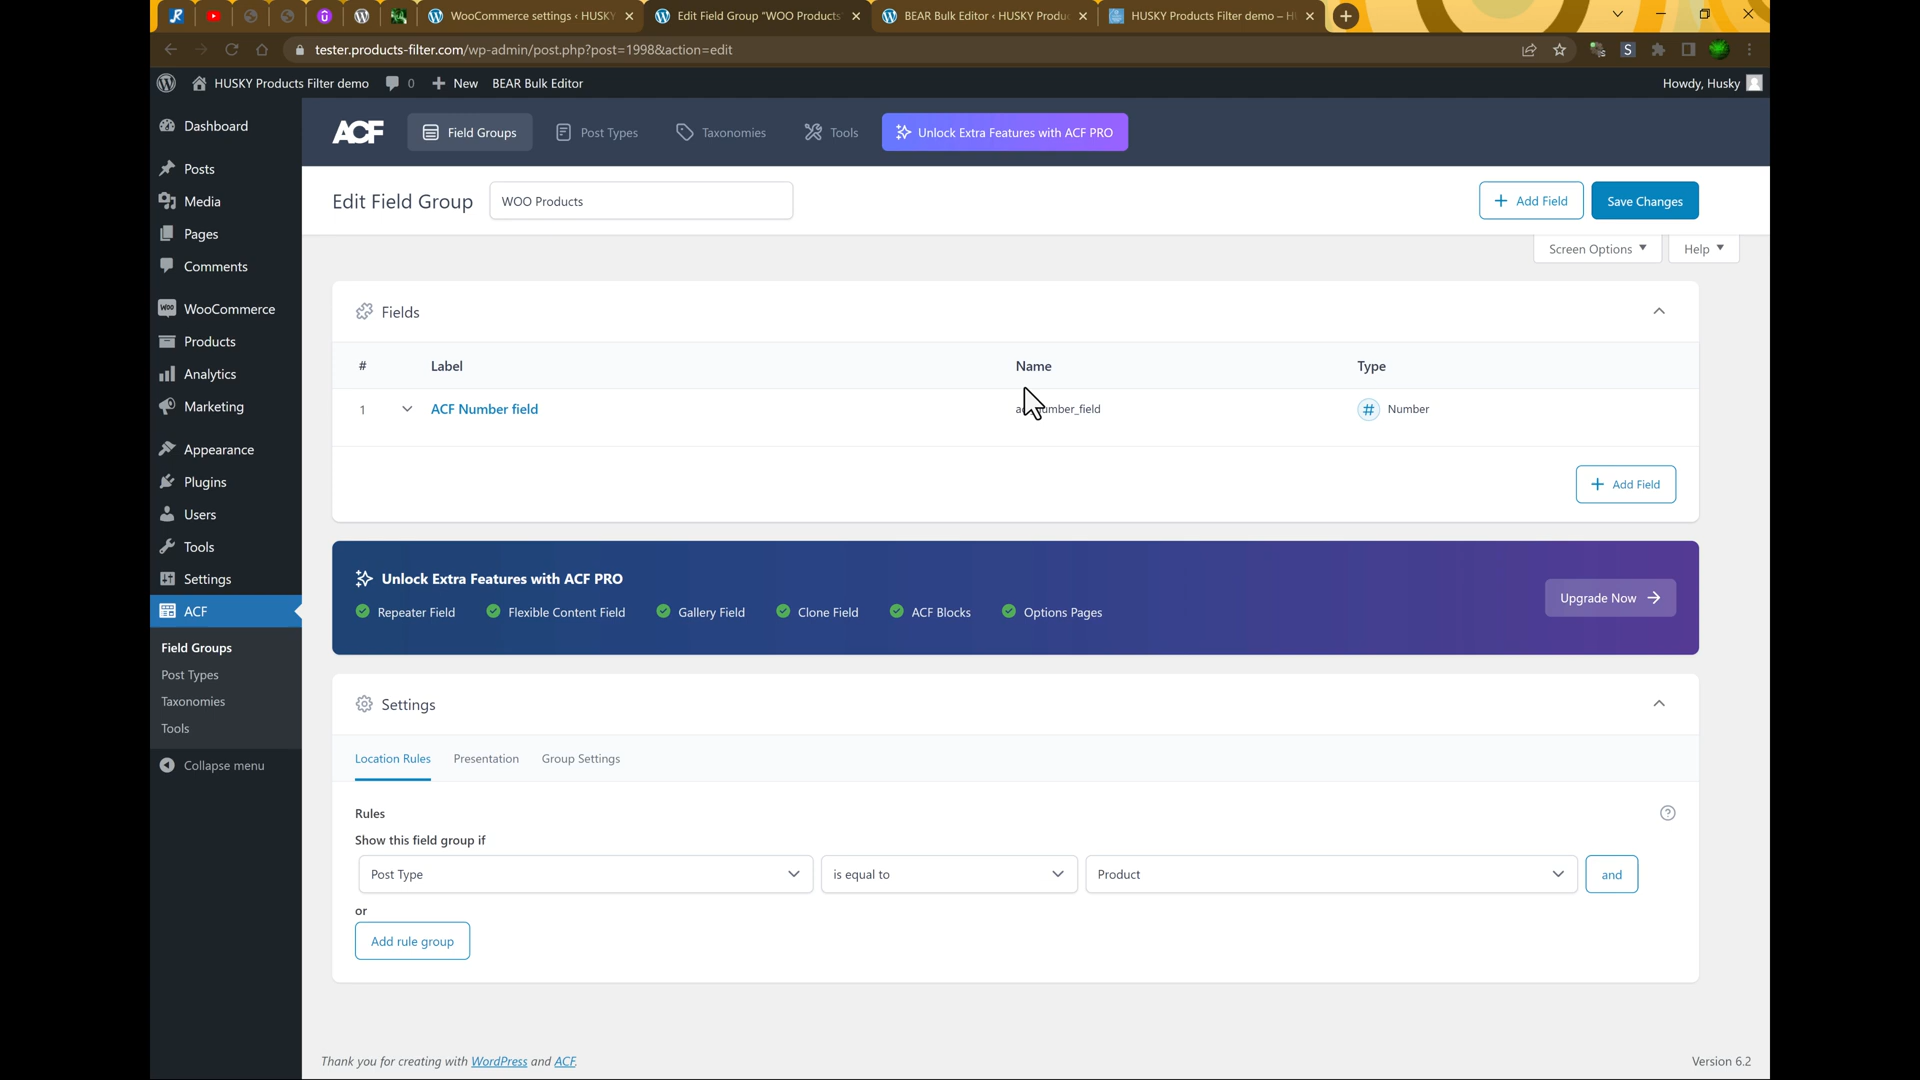 WooCommerce settings ‹ HUSKY
Edit Field Group "WOO Products"
BEAR Bulk Editor ‹ HUSKY Produ
HUSKY Products Filter demo – H
tester.products-filter.com/wp-admin/post.php?post=1998&action=edit
HUSKY Products Filter demo
0
New
BEAR Bulk Editor
Howdy, Husky
Dashboard
Posts
Media
Pages
Comments
WooCommerce
Products
Analytics
Marketing
Appearance
Plugins
Users
Tools
Settings
ACF
Field Groups
Post Types
Taxonomies
Tools
Collapse menu
ACF
Field Groups
Post Types
Taxonomies
Tools
Unlock Extra Features with ACF PRO
Edit Field Group
WOO Products
+ Add Field
Save Changes
Screen Options
Help
Fields
# Label Name Type
1 ACF Number field
# Number
+ Add Field
Unlock Extra Features with ACF PRO
Repeater Field Flexible Content Field Gallery Field Clone Field ACF Blocks Options Pages
Upgrade Now
Settings
Location Rules Presentation Group Settings
Rules
Show this field group if
Post Type is equal to Product and
or
Add rule group
Thank you for creating with WordPress and ACF.
Version 6.2